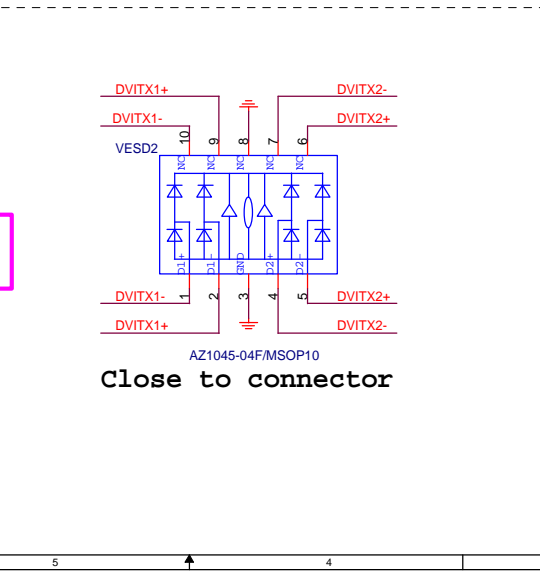 DVITX1+ DVITX2-
DVITX1- DVITX2+
10 9 8 7 6
VESD2
NC NC NC NC NC
D1+ D1- GND D2+ D2-
1 2 3 4 5
DVITX1- DVITX2+
DVITX1+ DVITX2-
AZ1045-04F/MSOP10
Close to connector
5 4